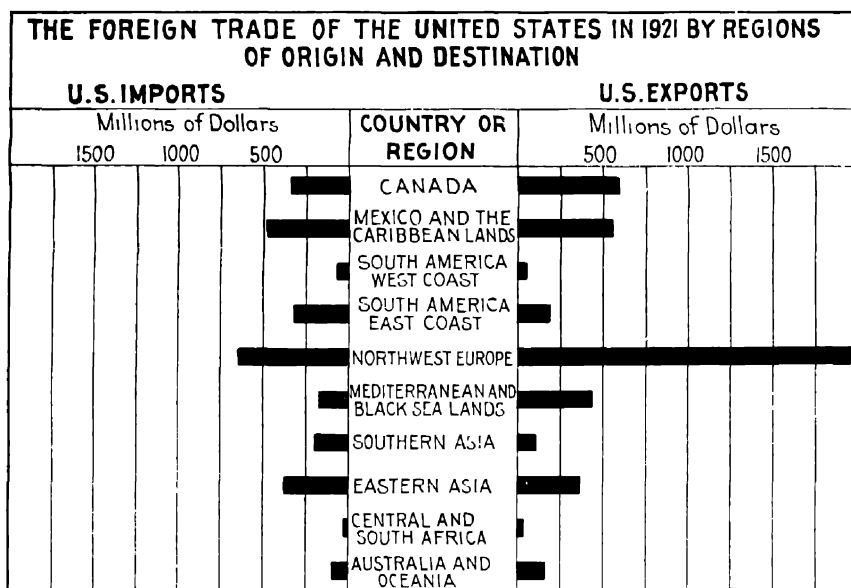 THE FOREIGN TRADE OF THE UNITED STATES IN 1921 BY REGIONS
OF ORIGIN AND DESTINATION
U.S. IMPORTS
U.S. EXPORTS
Millions of Dollars
COUNTRY OR
REGION
Millions of Dollars
1500 1000 500
500 1000 1500
CANADA
MEXICO AND THE
CARIBBEAN LANDS
SOUTH AMERICA
WEST COAST
SOUTH AMERICA
EAST COAST
NORTHWEST EUROPE
MEDITERRANEAN AND
BLACK SEA LANDS
SOUTHERN ASIA
EASTERN ASIA
CENTRAL AND
SOUTH AFRICA
AUSTRALIA AND
OCEANIA